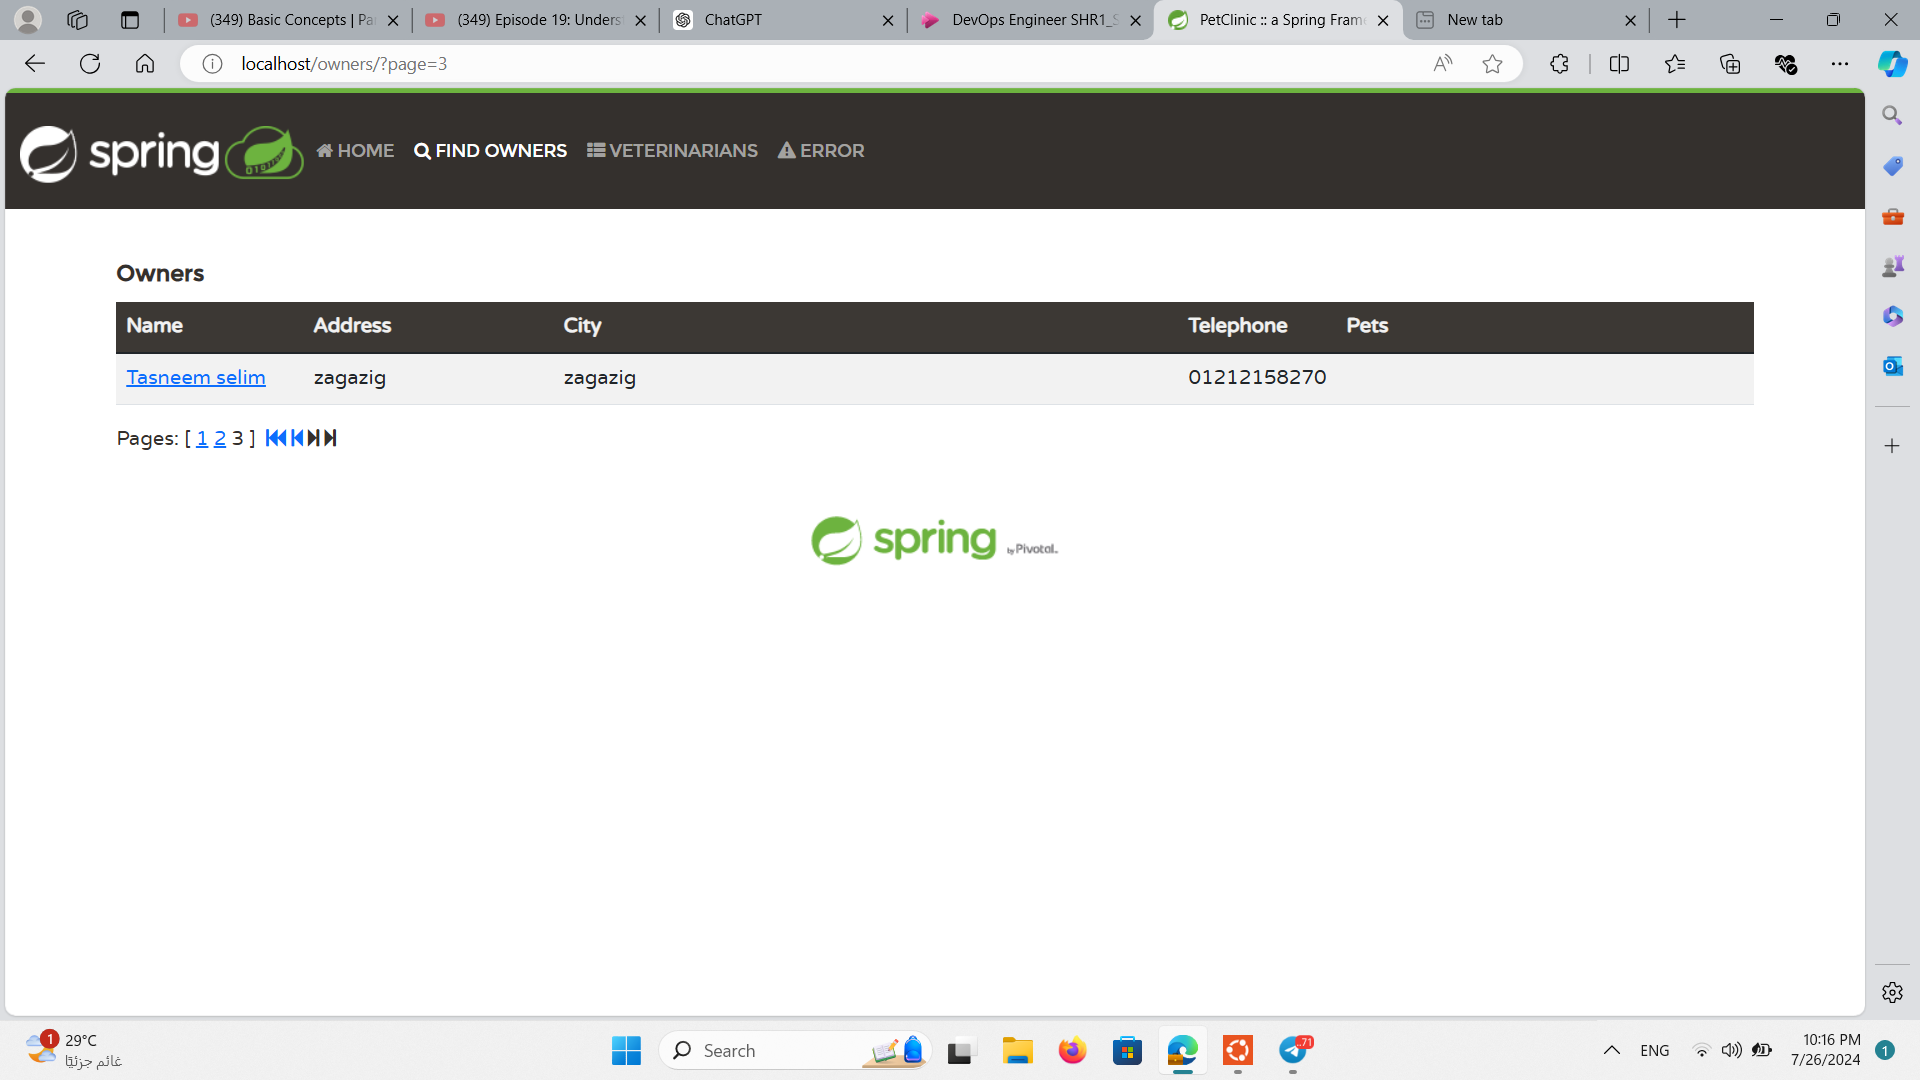 (349) Basic Concepts | Pa
(349) Episode 19: Underst
ChatGPT
DevOps Engineer SHR1_S
PetClinic :: a Spring Frame
New tab
localhost/owners/?page=3
spring
HOME
FIND OWNERS
VETERINARIANS
ERROR
Owners
Name Address City Telephone Pets
Tasneem selim zagazig zagazig 01212158270
Pages: [ 1 2 3 ]
spring by Pivotal.
1
29°C
غائم جزئيًا
Search
71
ENG
10:16 PM
7/26/2024
1